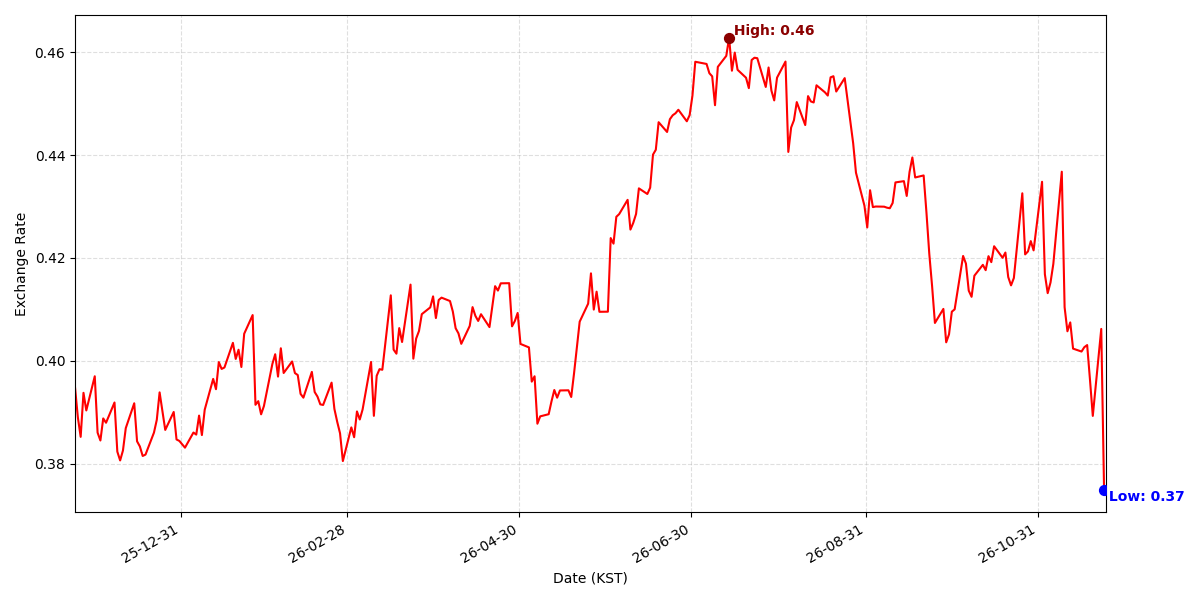 High: 0.46
0.46
0.44
0.42
0.40
0.38
Exchange Rate
Low: 0.37
25-12-31
26-02-28
26-04-30
26-06-30
26-08-31
26-10-31
Date (KST)